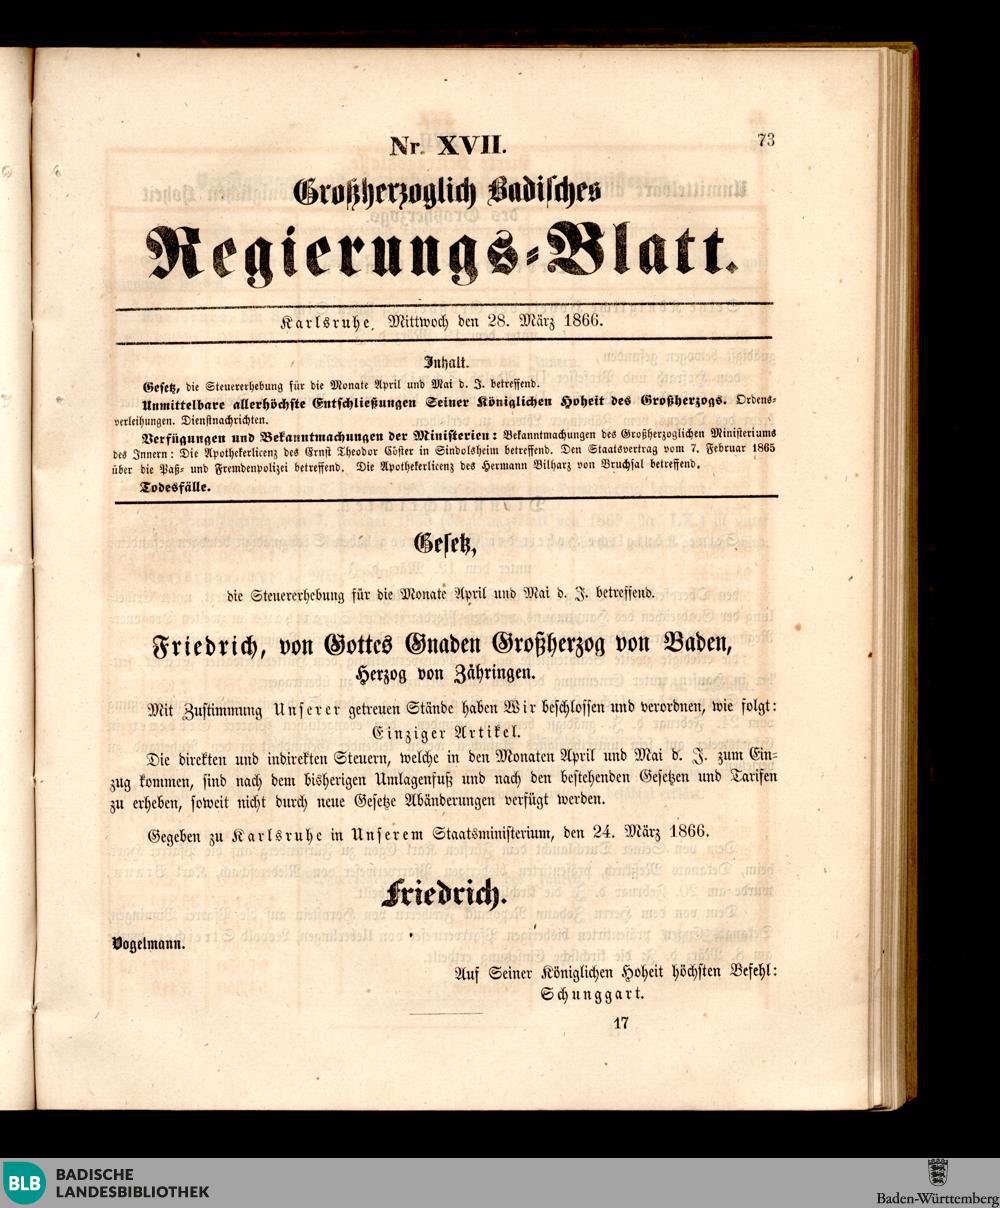 Nr. XVII.
73
Großherzoglich Badisches
Regierungs-Blatt.
Karlsruhe, Mittwoch den 28. März 1866.
Inhalt.
Gesetz, die Steuererhebung für die Monate April und Mai d. J. betreffend.
Unmittelbare allerhöchste Entschließungen Seiner Königlichen Hoheit des Großherzogs. Ordens-
verleihungen. Dienstnachrichten.
Verfügungen und Bekanntmachungen der Ministerien: Bekanntmachungen des Großherzoglichen Ministeriums
des Innern: Die Apothekerlicenz des Ernst Theodor Cöster in Sindolsheim betreffend. Den Staatsvertrag vom 7. Februar 1865
über die Paß- und Fremdenpolizei betreffend. Die Apothekerlicenz des Hermann Bilharz von Bruchsal betreffend.
Todesfälle.
Gesetz,
die Steuererhebung für die Monate April und Mai d. J. betreffend.
Friedrich, von Gottes Gnaden Großherzog von Baden,
Herzog von Zähringen.
Mit Zustimmung Unserer getreuen Stände haben Wir beschlossen und verordnen, wie folgt:
Einziger Artikel.
Die direkten und indirekten Steuern, welche in den Monaten April und Mai d. J. zum Ein-
zug kommen, sind nach dem bisherigen Umlagenfuß und nach den bestehenden Gesetzen und Tarifen
zu erheben, soweit nicht durch neue Gesetze Abänderungen verfügt werden.
Gegeben zu Karlsruhe in Unserem Staatsministerium, den 24. März 1866.
Friedrich.
Vogelmann.
Auf Seiner Königlichen Hoheit höchsten Befehl:
Schunggart.
17
BLB BADISCHE
LANDESBIBLIOTHEK
Baden-Württemberg